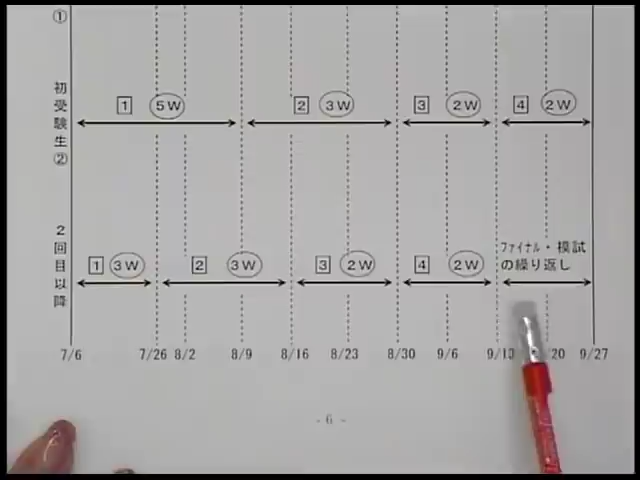 ①
初受験生②
1 5W 2 3W 3 2W 4 2W
2回目以降
1 3W 2 3W 3 2W 4 2W
ファイナル・模試
の繰り返し
7/6 7/26 8/2 8/9 8/16 8/23 8/30 9/6 9/13 20 9/27
- 6 -